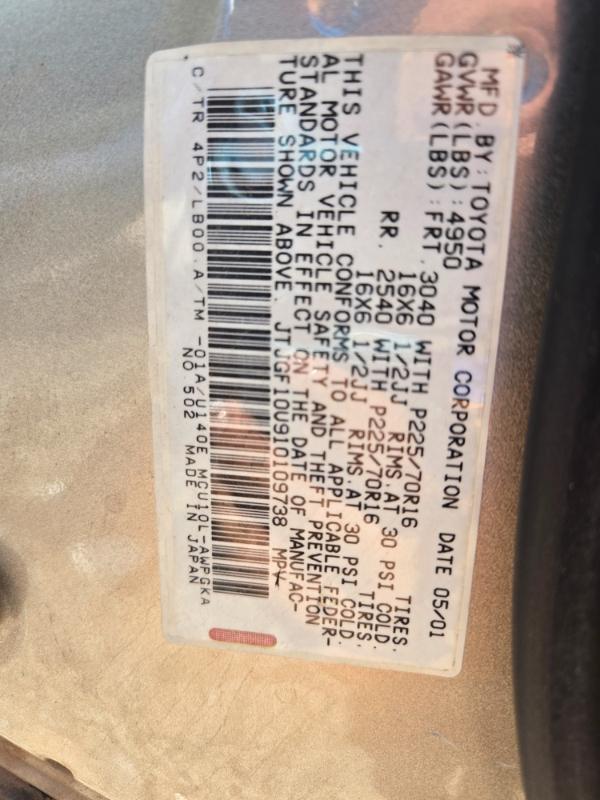 MFD.BY:TOYOTA MOTOR CORPORATION DATE 05/01
GVWR(LBS):4950
GAWR(LBS):FRT.3040 WITH P225/70R16 TIRES.
16X6 1/2JJ RIMS.AT 30 PSI COLD.
RR. 2540 WITH P225/70R16 TIRES.
16X6 1/2JJ RIMS.AT 30 PSI COLD.
THIS VEHICLE CONFORMS TO ALL APPLICABLE FEDER-
AL MOTOR VEHICLE SAFETY AND THEFT PREVENTION
STANDARDS IN EFFECT ON THE DATE OF MANUFAC-
TURE SHOWN ABOVE. JTJGF10U910109738 MPV
C/TR 4P2/LB00.A/TM -01A/U140E MCU10L-AWPGKA
NO.502 MADE IN JAPAN